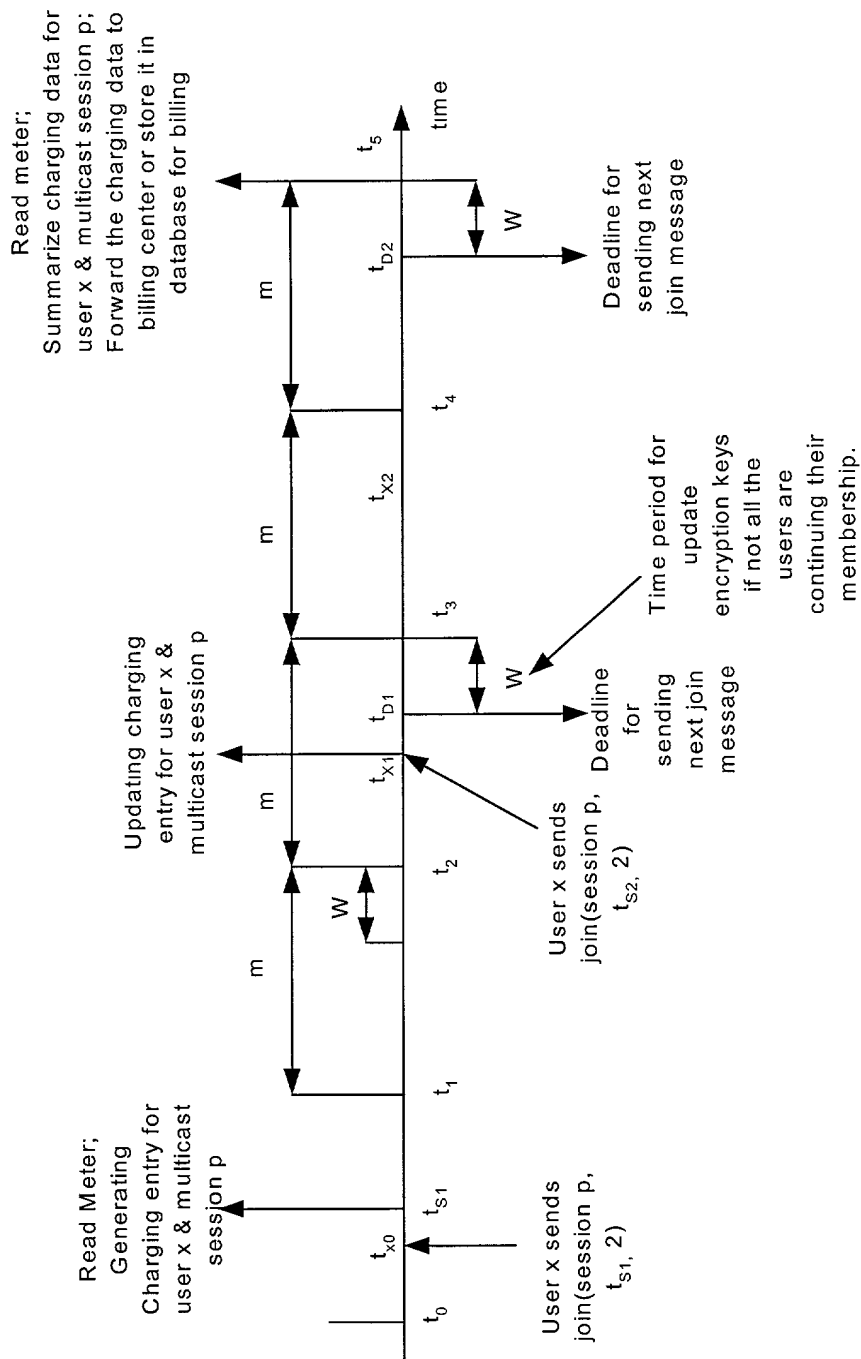 Read Meter;
Generating
Charging entry for
user x & multicast
session p
Updating charging
entry for user x &
multicast session p
Read meter;
Summarize charging data for
user x & multicast session p;
Forward the charging data to
billing center or store it in
database for billing
m
m
m
m
W
t0
tx0
tS1
t1
t2
tX1
tD1
t3
tX2
t4
tD2
t5
time
W
W
User x sends
join(session p,
tS1, 2)
User x sends
join(session p,
tS2, 2)
Deadline
for
sending
next join
message
Time period for
update
encryption keys
if not all the
users are
continuing their
membership.
Deadline for
sending next
join message